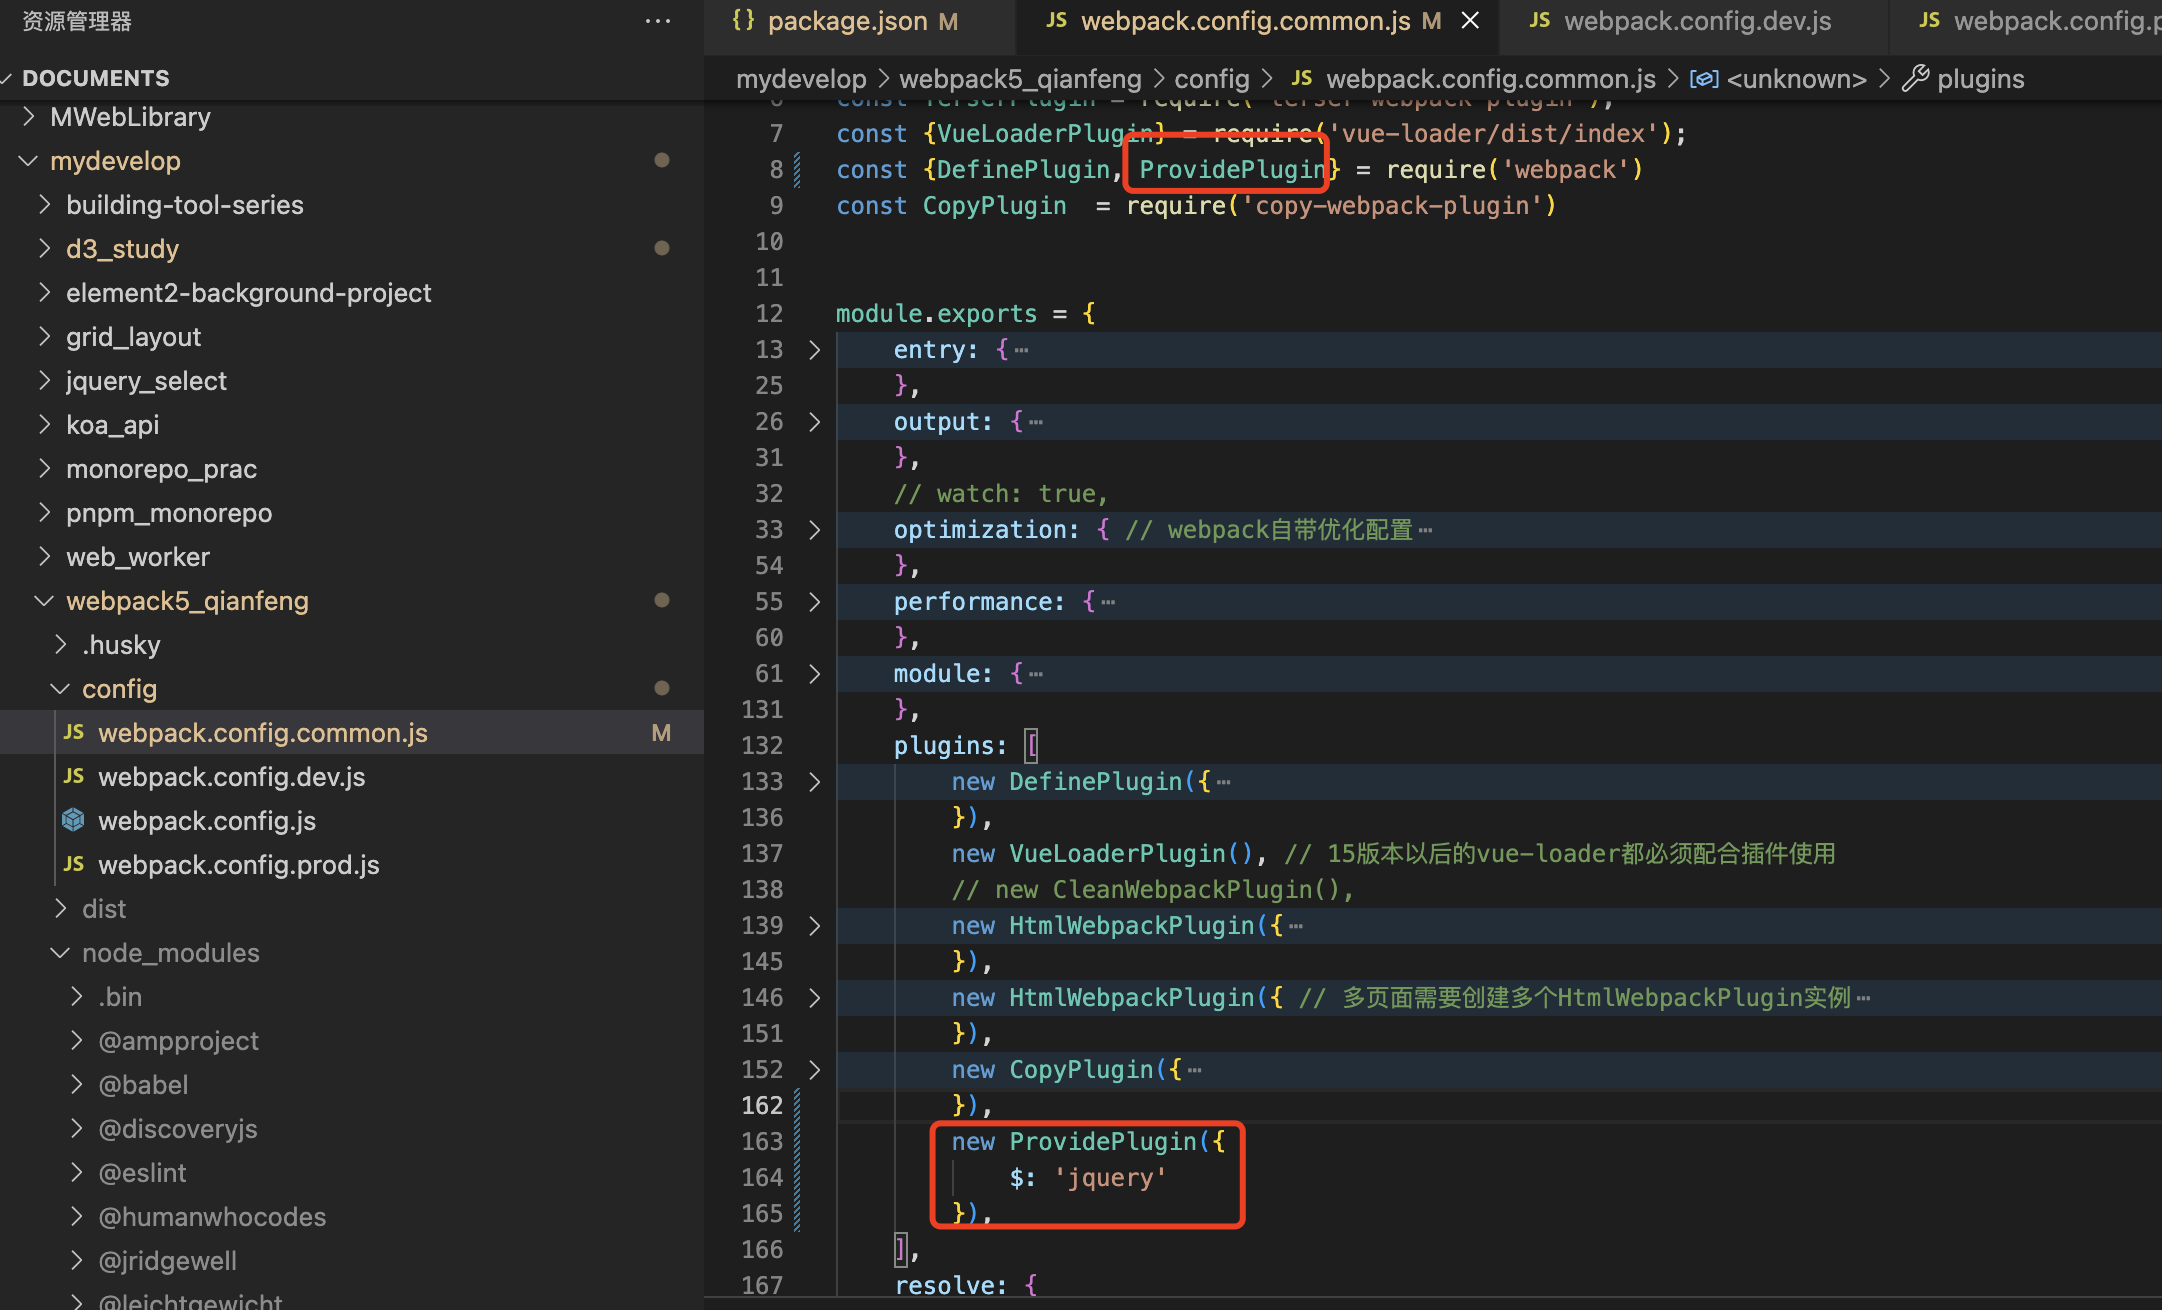 资源管理器
DOCUMENTS
MWebLibrary
mydevelop
building-tool-series
d3_study
element2-background-project
grid_layout
jquery_select
koa_api
monorepo_prac
pnpm_monorepo
web_worker
webpack5_qianfeng
.husky
config
JS webpack.config.common.js M
JS webpack.config.dev.js
webpack.config.js
JS webpack.config.prod.js
dist
node_modules
.bin
@ampproject
@babel
@discoveryjs
@eslint
@humanwhocodes
@jridgewell
@leichtgewicht
{} package.json M
JS webpack.config.common.js M
JS webpack.config.dev.js
JS webpack.config.p
mydevelop > webpack5_qianfeng > config > JS webpack.config.common.js > <unknown> > plugins
6 const TerserPlugin = require('terser-webpack-plugin');
7 const {VueLoaderPlugin} = require('vue-loader/dist/index');
8 const {DefinePlugin, ProvidePlugin} = require('webpack')
9 const CopyPlugin  = require('copy-webpack-plugin')
10
11
12 module.exports = {
13 entry: {⋯
25 },
26 output: {⋯
31 },
32 // watch: true,
33 optimization: { // webpack自带优化配置⋯
54 },
55 performance: {⋯
60 },
61 module: {⋯
131 },
132 plugins: [
133 new DefinePlugin({⋯
136 }),
137 new VueLoaderPlugin(), // 15版本以后的vue-loader都必须配合插件使用
138 // new CleanWebpackPlugin(),
139 new HtmlWebpackPlugin({⋯
145 }),
146 new HtmlWebpackPlugin({ // 多页面需要创建多个HtmlWebpackPlugin实例⋯
151 }),
152 new CopyPlugin({⋯
162 }),
163 new ProvidePlugin({
164 $: 'jquery'
165 }),
166 ],
167 resolve: {